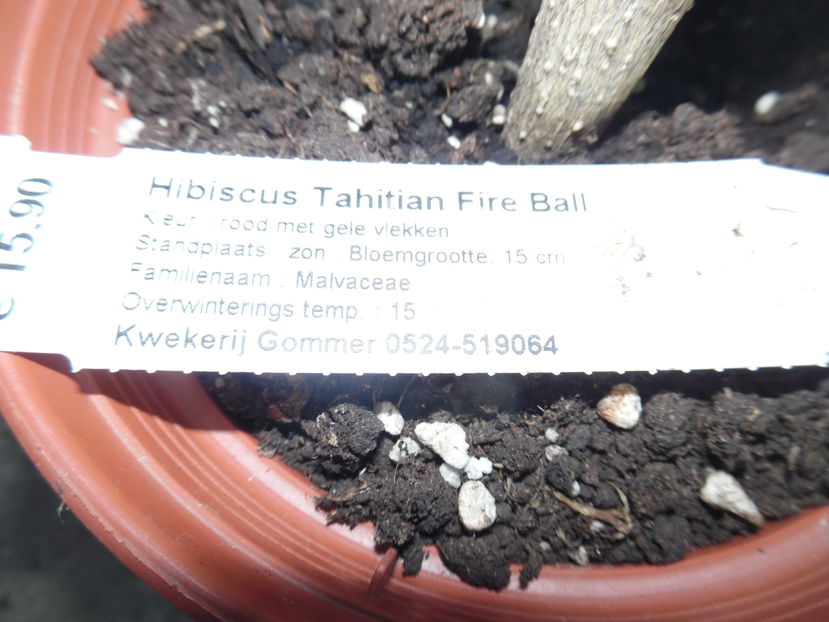 Hibiscus Tahitian Fire Ball
Kleur rood met gele vlekken
Standplaats zon Bloemgrootte: 15 cm
Familienaam : Malvaceae
Overwinterings temp. : 15
Kwekerij Gommer 0524-519064
€ 15,90